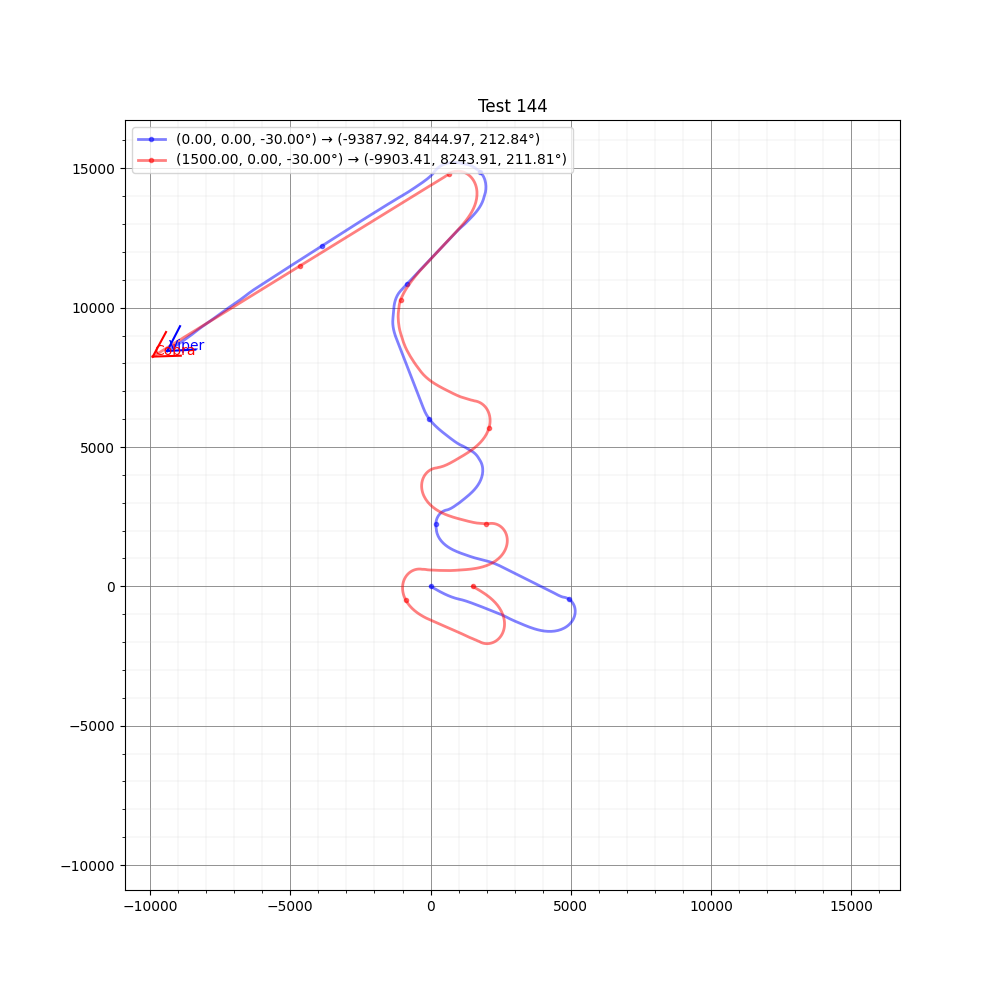 Test 144
(0.00, 0.00, -30.00°) → (-9387.92, 8444.97, 212.84°)
(1500.00, 0.00, -30.00°) → (-9903.41, 8243.91, 211.81°)
15000
10000
Viper
Cobra
5000
0
−5000
−10000
−10000 −5000 0 5000 10000 15000